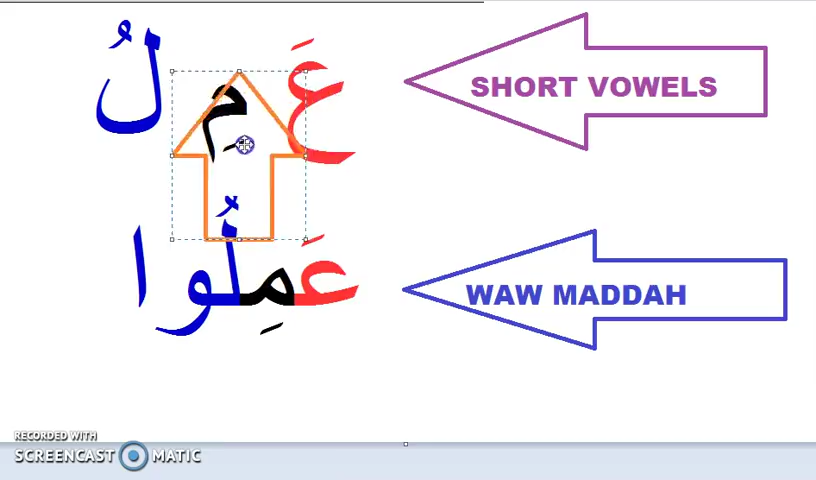 عَ مِ لُ
SHORT VOWELS
عَمِلُوا
WAW MADDAH
RECORDED WITH
SCREENCAST MATIC